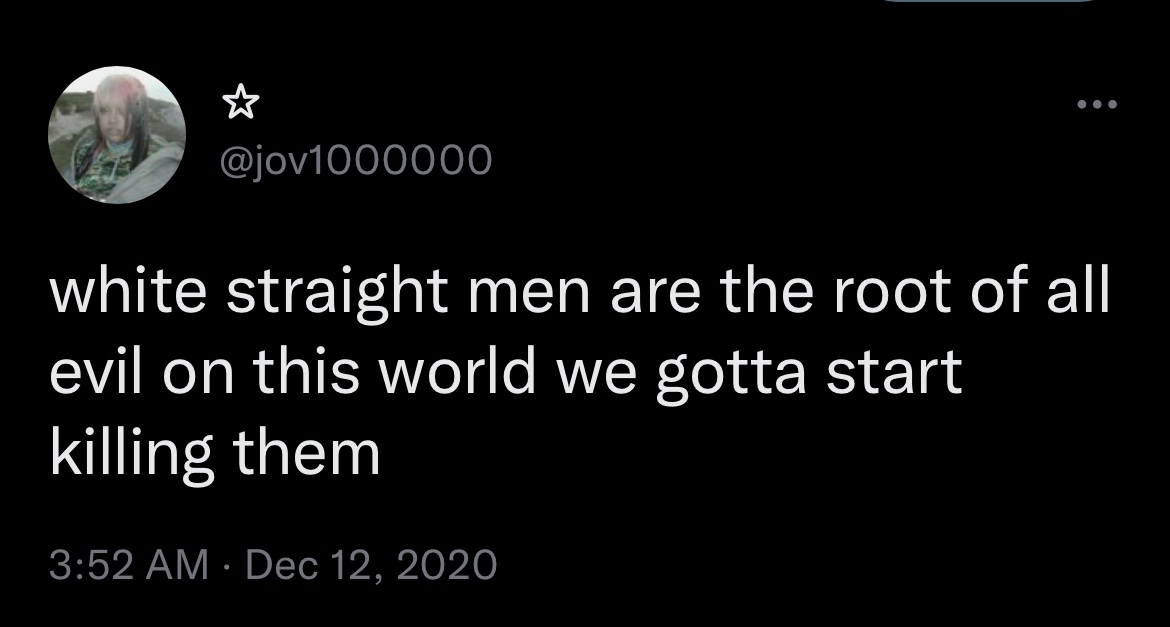 ☆
@jov1000000
white straight men are the root of all
evil on this world we gotta start
killing them
3:52 AM · Dec 12, 2020